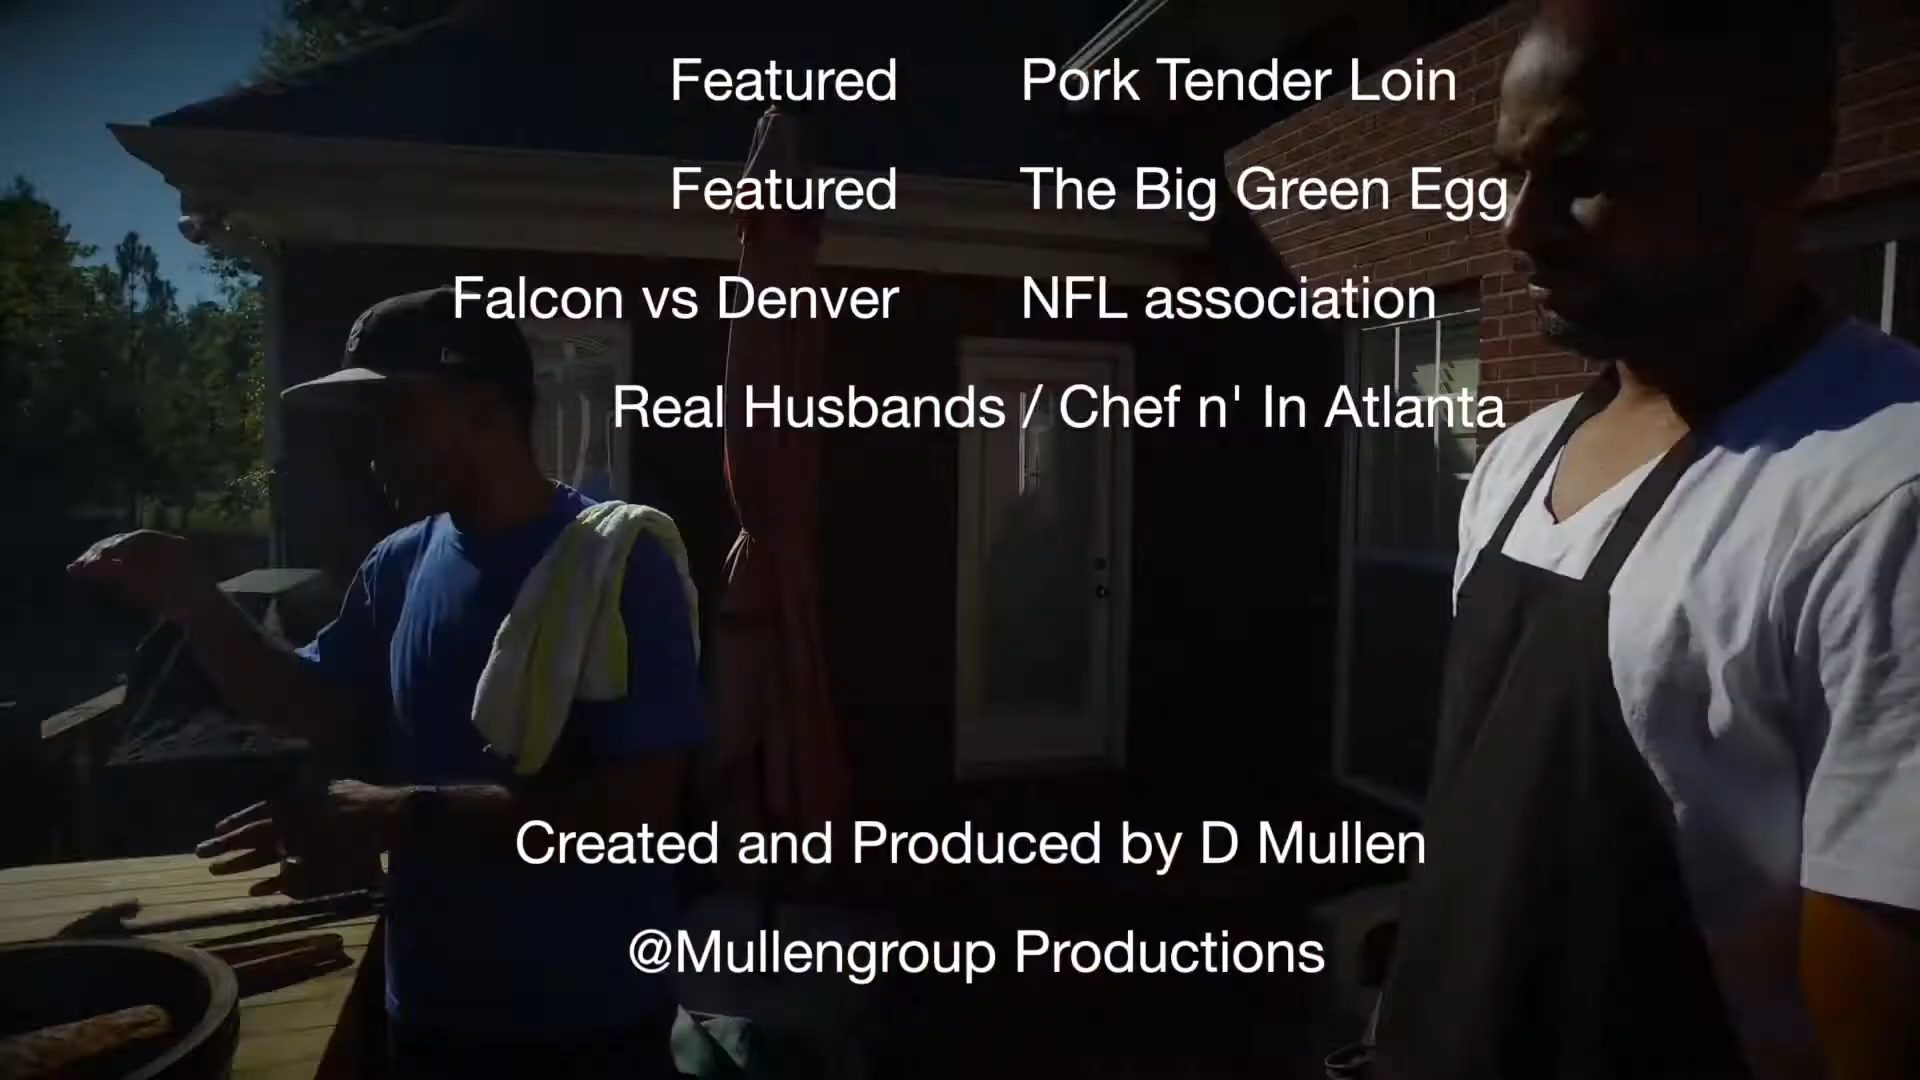 Featured Pork Tender Loin
Featured The Big Green Egg
Falcon vs Denver NFL association
Real Husbands / Chef n' In Atlanta
Created and Produced by D Mullen
@Mullengroup Productions